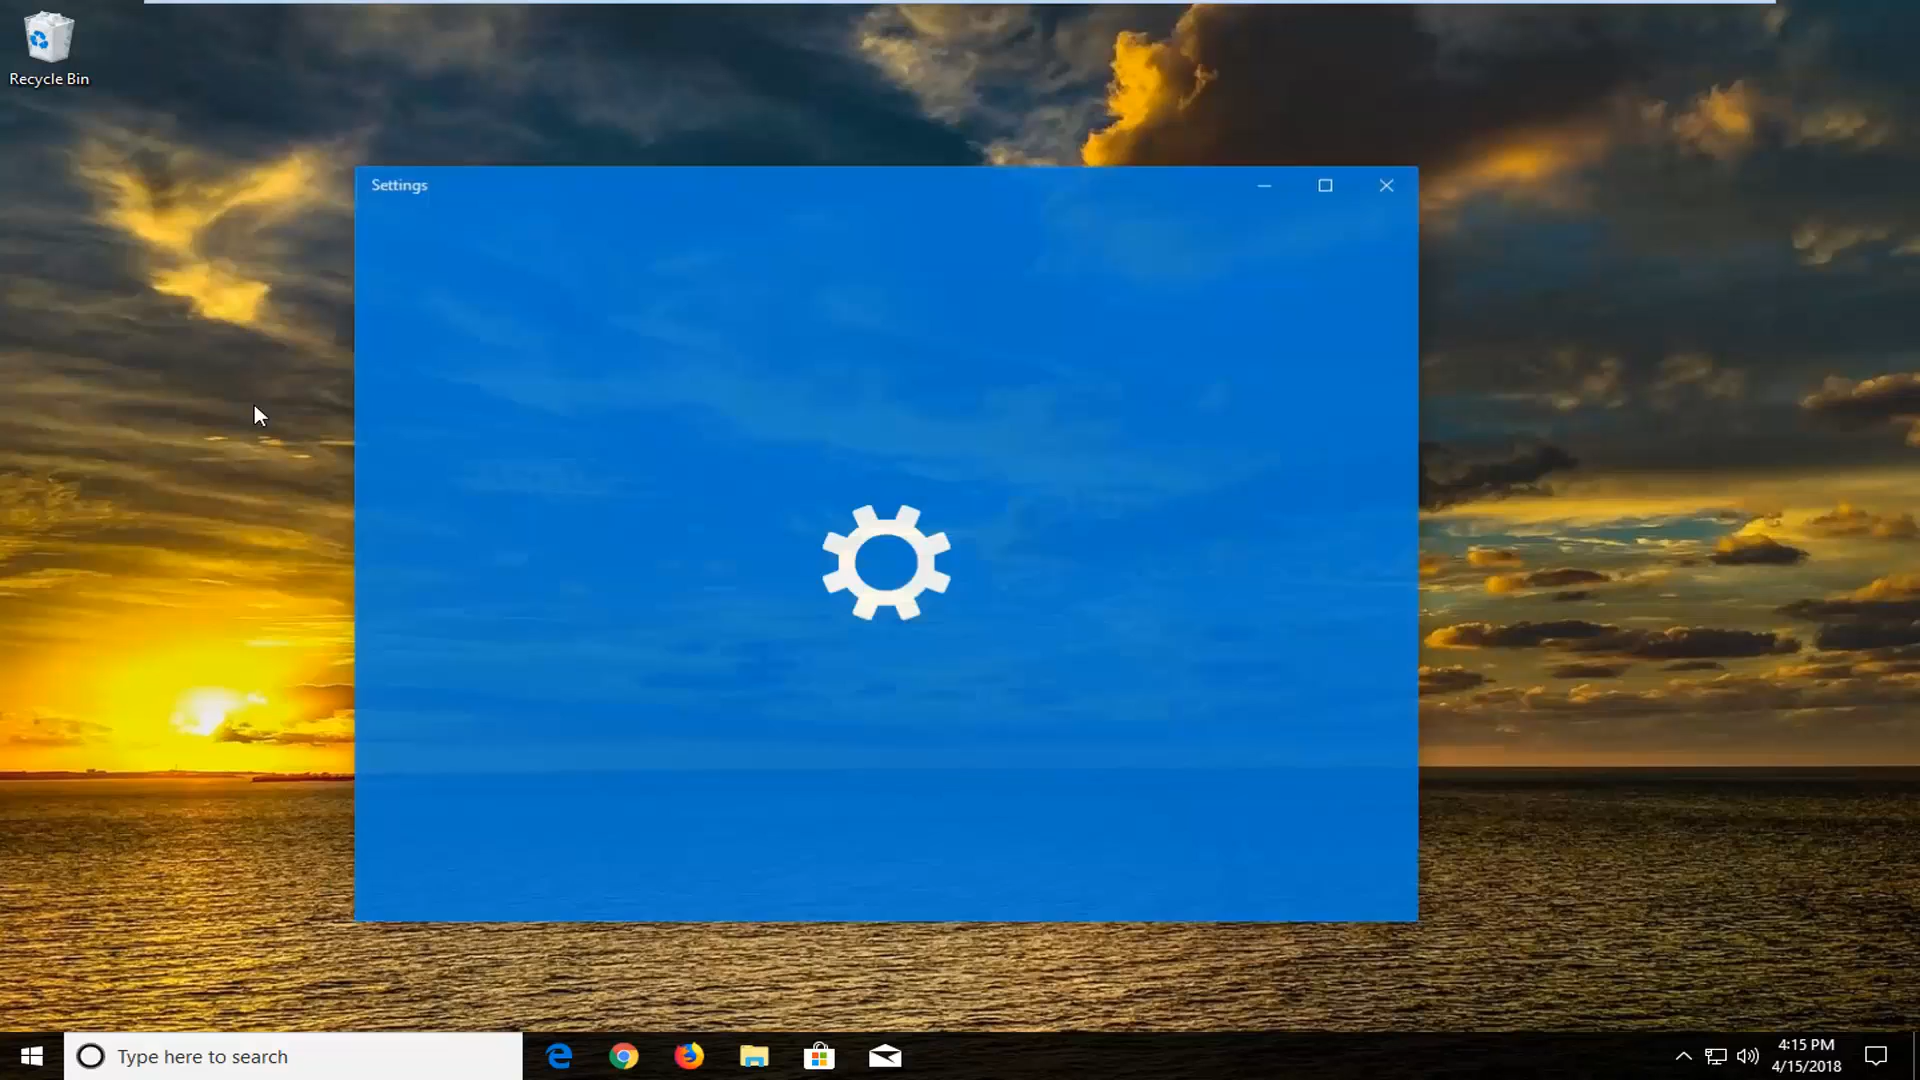 Recycle Bin
Settings
Type here to search
4:15 PM
4/15/2018